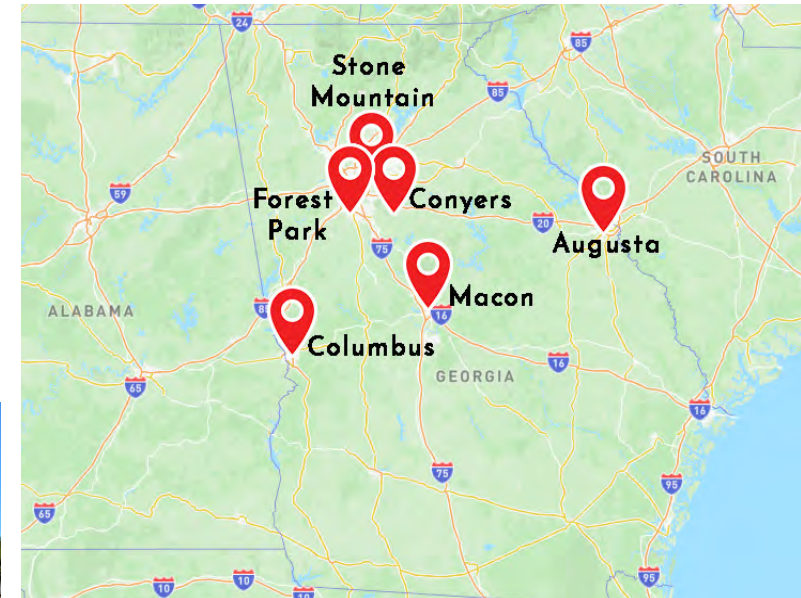 24
85
Stone
Mountain
85
59
SOUTH
CAROLINA
Forest
Park
Conyers
20
Augusta
75
Macon
ALABAMA
16
Columbus
65
GEORGIA
16
16
75
95
65
10
10
95